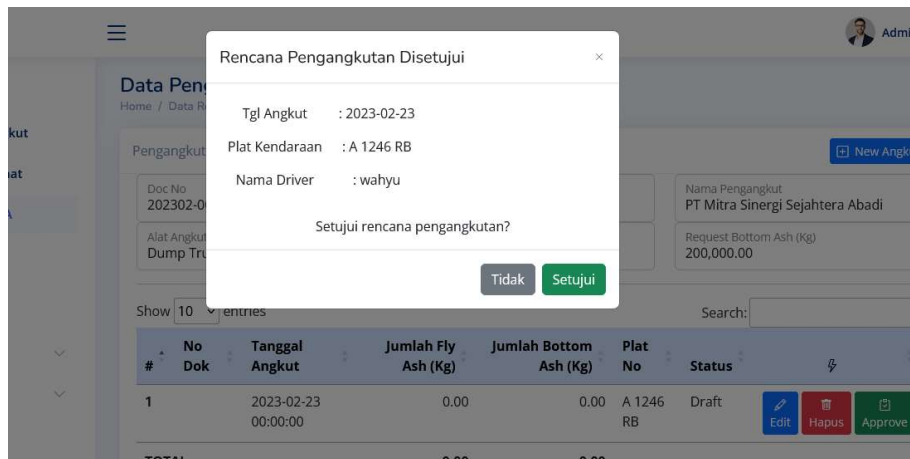 Admi
Rencana Pengangkutan Disetujui ×
Data Peng
Home / Data R
Tgl Angkut : 2023-02-23
kut
Pengangkut
Plat Kendaraan : A 1246 RB
New Angk
at
Nama Driver : wahyu
Doc No
202302-0
Nama Pengangkut
PT Mitra Sinergi Sejahtera Abadi
A
Setujui rencana pengangkutan?
Alat Angkut
Dump Tru
Request Bottom Ash (Kg)
200,000.00
Tidak Setujui
Show 10 entries Search:
# No Dok Tanggal Angkut Jumlah Fly Ash (Kg) Jumlah Bottom Ash (Kg) Plat No Status
1 2023-02-23 00:00:00 0.00 0.00 A 1246 RB Draft Edit Hapus Approve
TOTAL 0.00 0.00